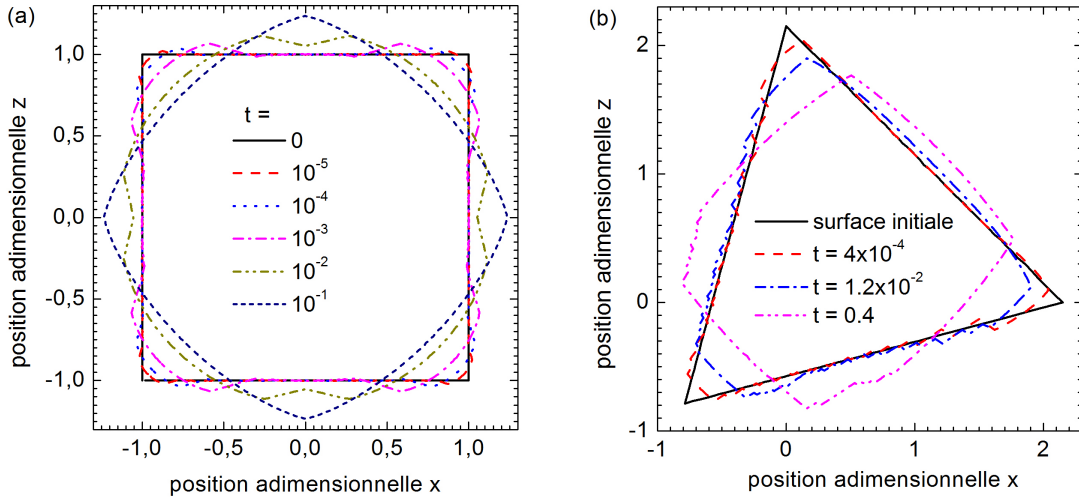 (a)
position adimensionnelle z
1,0
0,5
0,0
-0,5
-1,0
t =
0
10⁻⁵
10⁻⁴
10⁻³
10⁻²
10⁻¹
-1,0 -0,5 0,0 0,5 1,0
position adimensionnelle x
(b)
position adimensionnelle z
2
1
0
-1
surface initiale
t = 4x10⁻⁴
t = 1.2x10⁻²
t = 0.4
-1 0 1 2
position adimensionnelle x